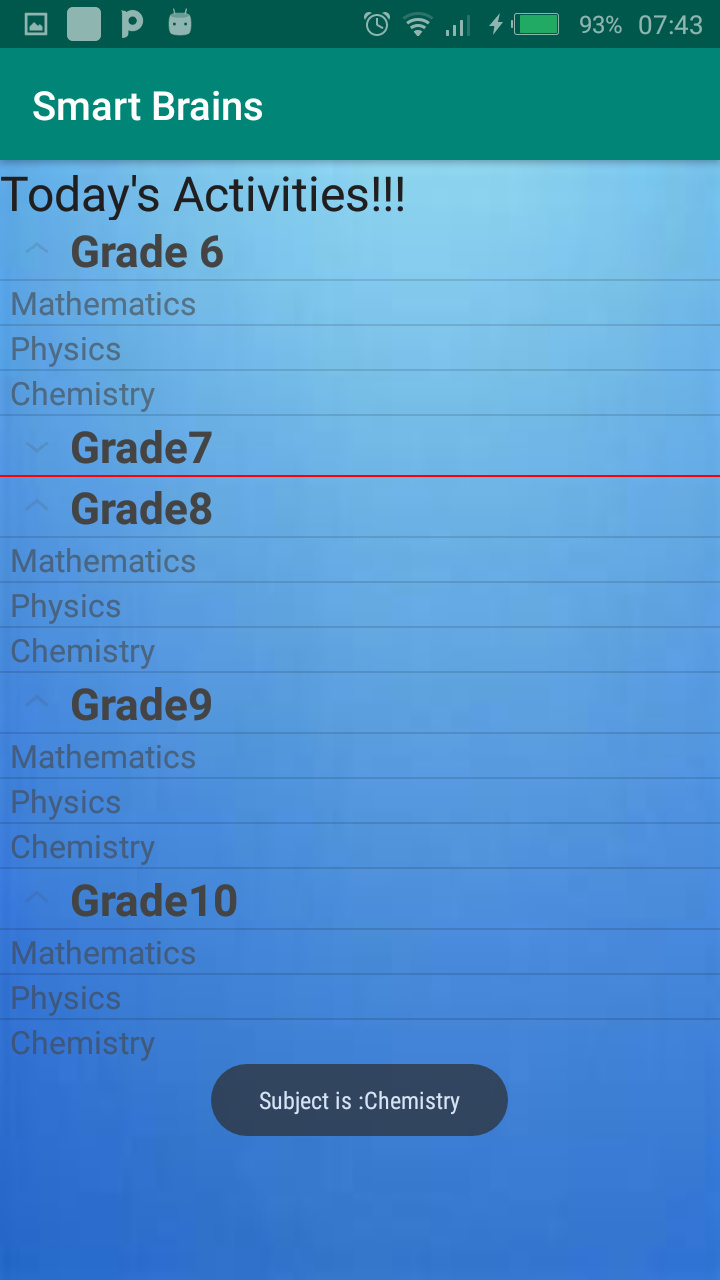 93% 07:43
Smart Brains
Today's Activities!!!
Grade 6
Mathematics
Physics
Chemistry
Grade7
Grade8
Mathematics
Physics
Chemistry
Grade9
Mathematics
Physics
Chemistry
Grade10
Mathematics
Physics
Chemistry
Subject is :Chemistry